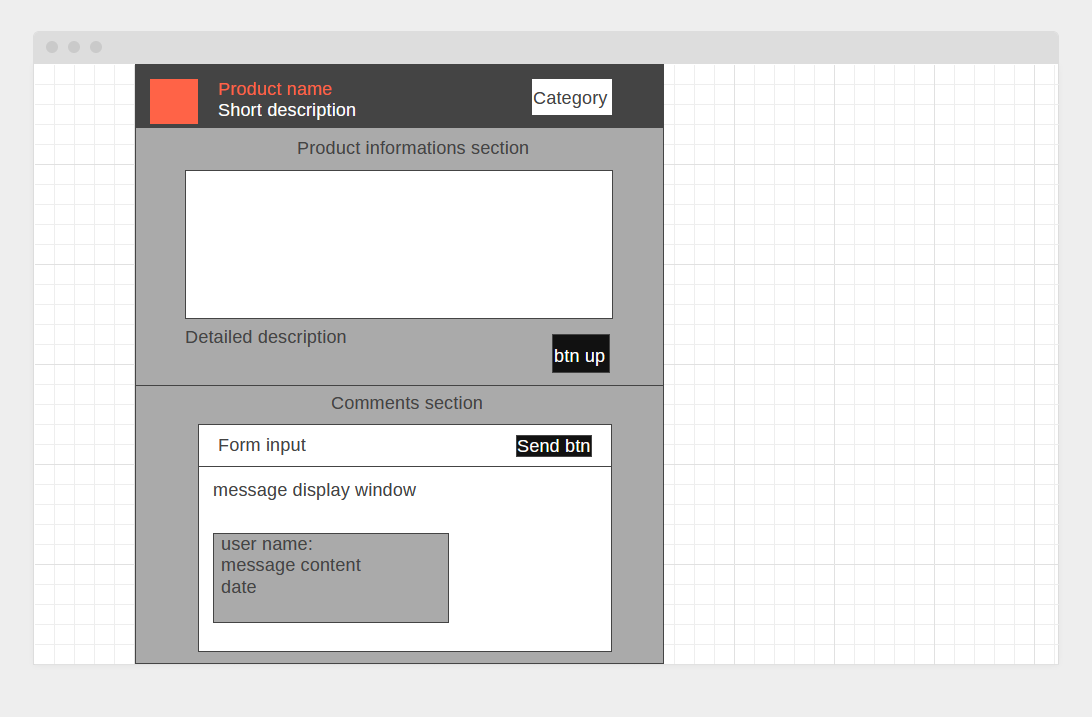 Product name
Short description
Category
Product informations section
Detailed description
btn up
Comments section
Form input
Send btn
message display window
user name:
message content
date